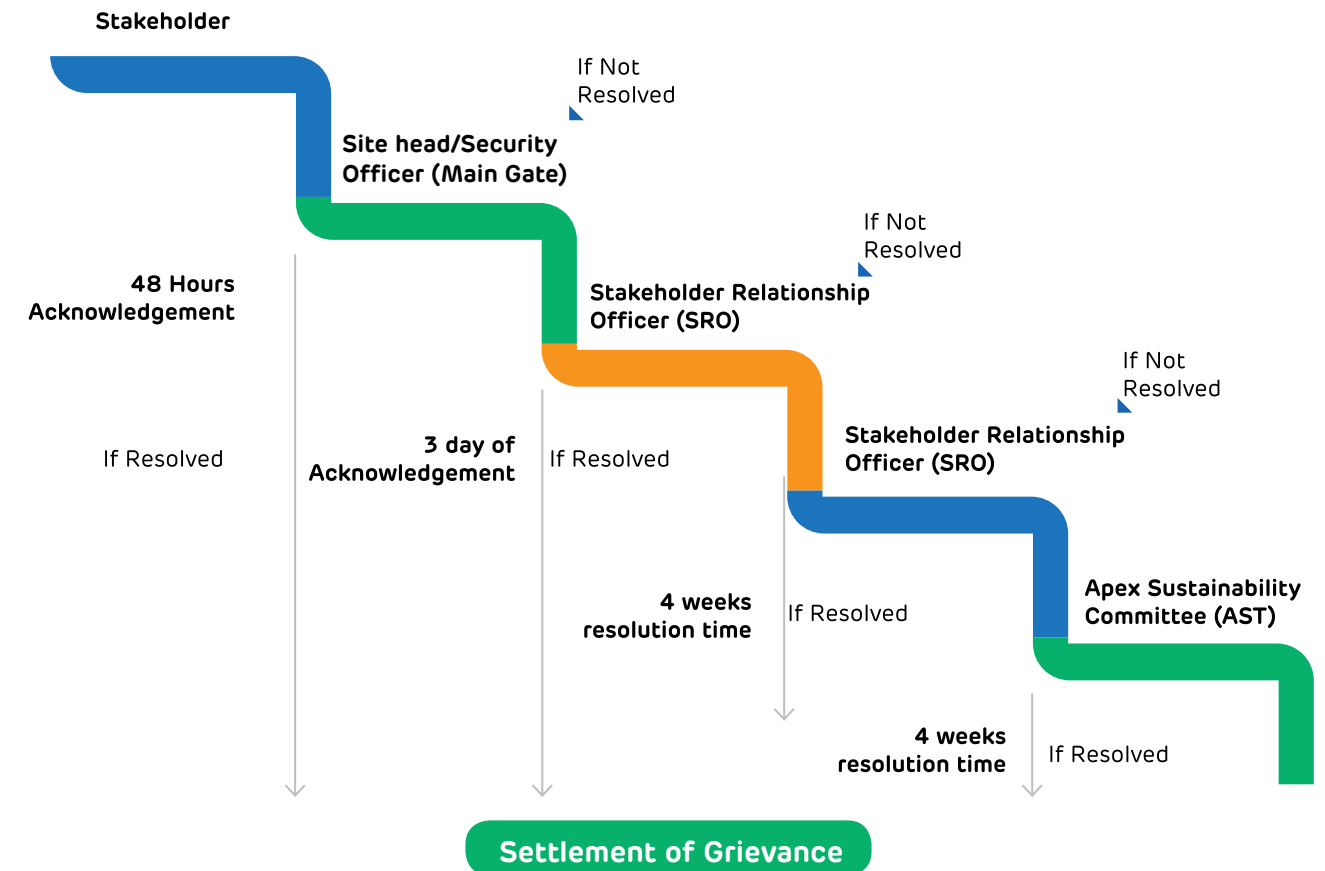 Stakeholder
If Not
Resolved
Site head/Security
Officer (Main Gate)
If Not
Resolved
48 Hours
Acknowledgement
Stakeholder Relationship
Officer (SRO)
If Not
Resolved
If Resolved
3 day of
Acknowledgement
If Resolved
Stakeholder Relationship
Officer (SRO)
4 weeks
resolution time
If Resolved
Apex Sustainability
Committee (AST)
4 weeks
resolution time
If Resolved
Settlement of Grievance